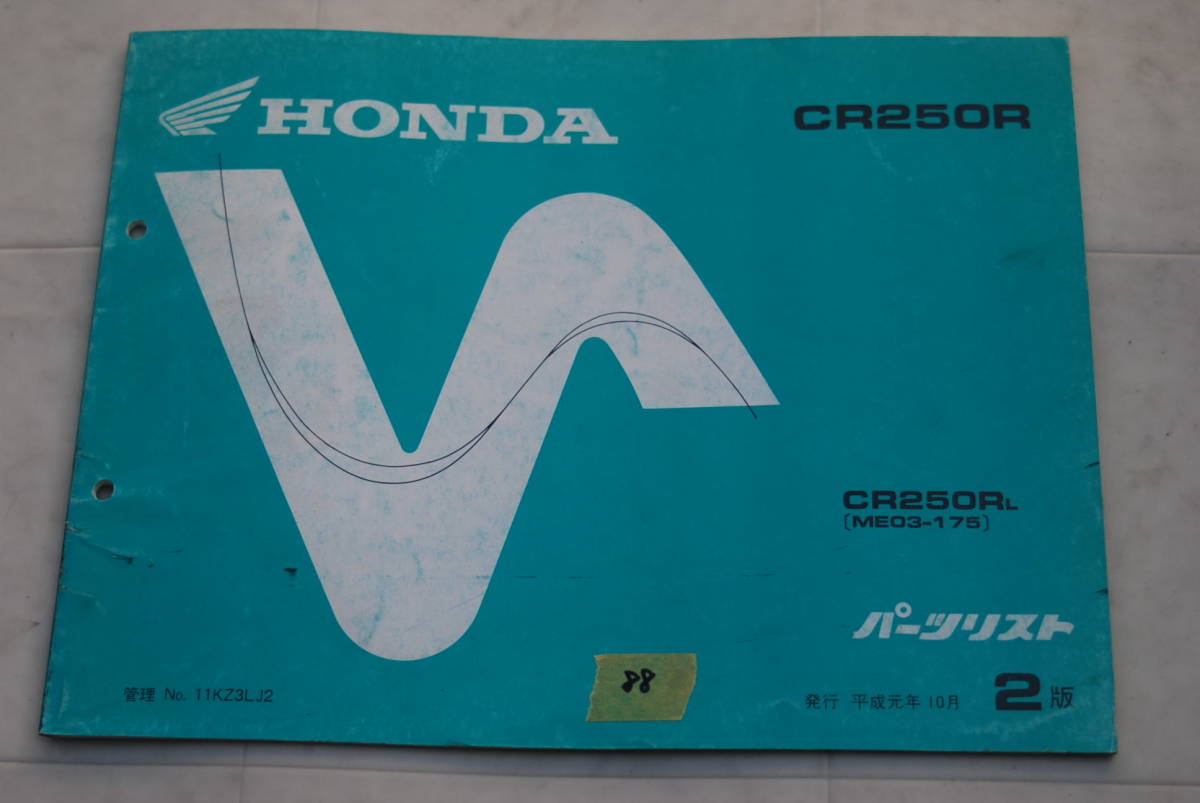 HONDA
CR250R
CR250RL
〔ME03-175〕
パーツリスト
88
管理 No. 11KZ3LJ2
発行 平成元年10月 2版